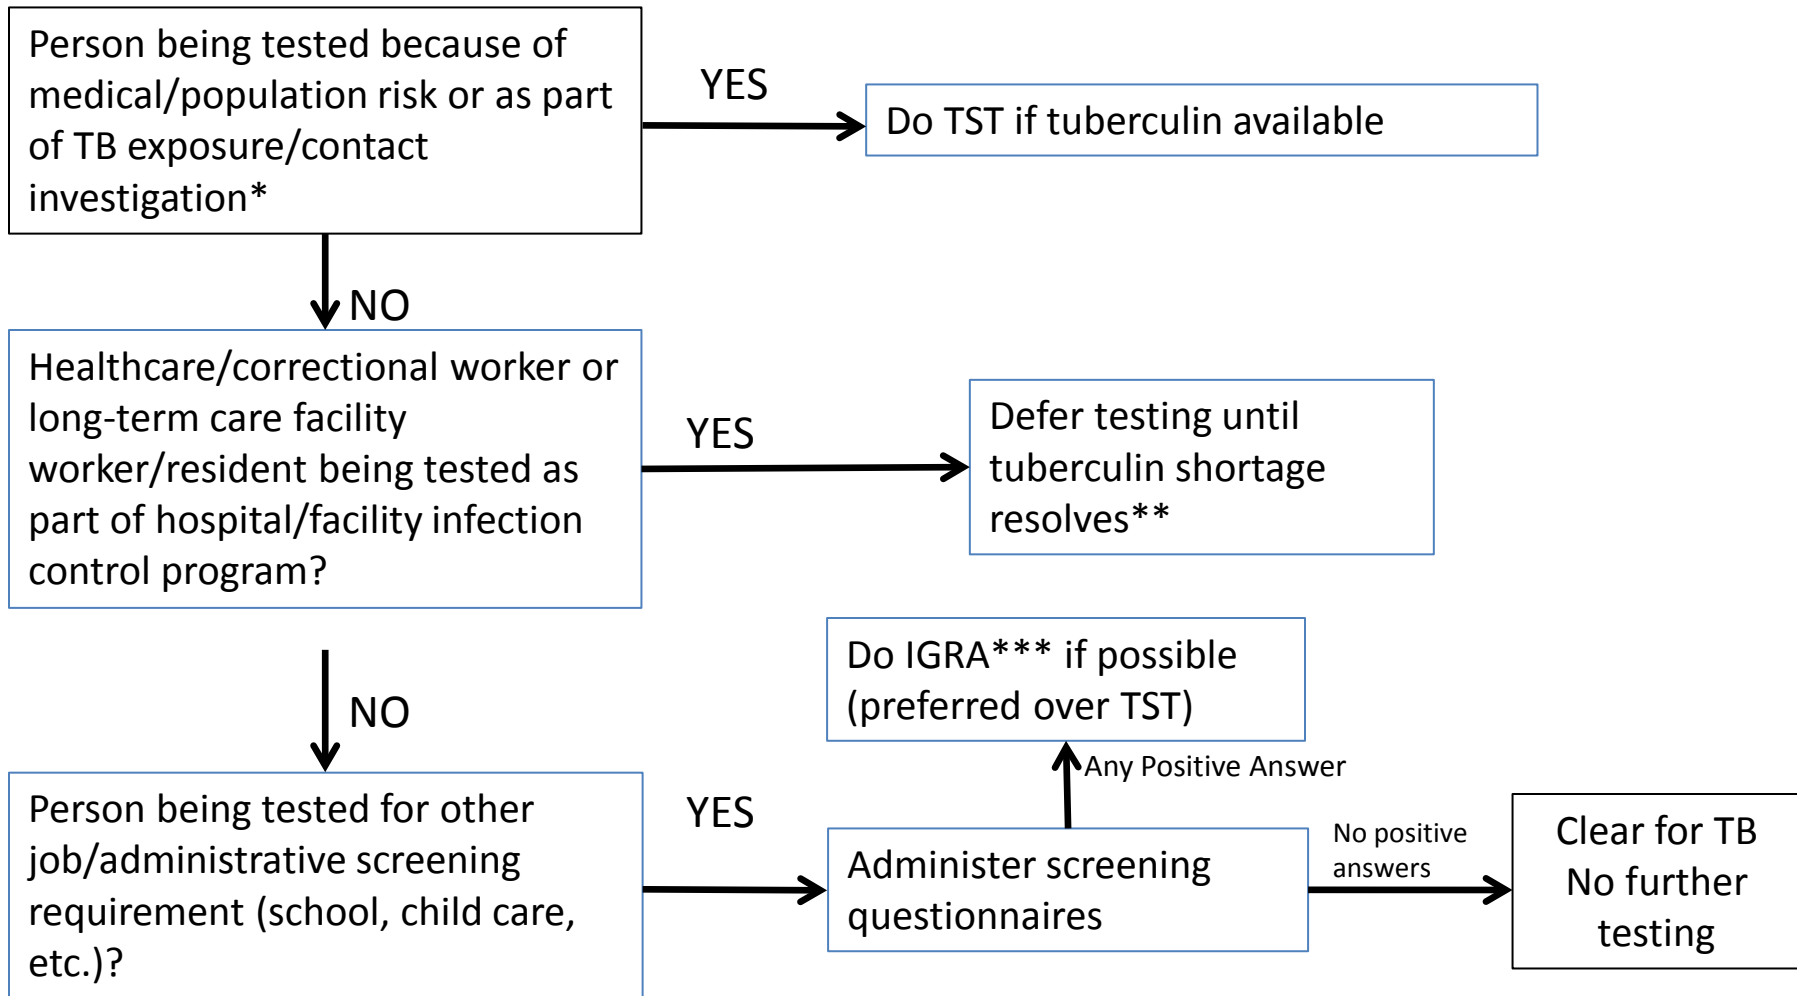 Person being tested because of
medical/population risk or as part
of TB exposure/contact
investigation*
YES
Do TST if tuberculin available
NO
Healthcare/correctional worker or
long-term care facility
worker/resident being tested as
part of hospital/facility infection
control program?
YES
Defer testing until
tuberculin shortage
resolves**
NO
Do IGRA*** if possible
(preferred over TST)
Any Positive Answer
Person being tested for other
job/administrative screening
requirement (school, child care,
etc.)?
YES
Administer screening
questionnaires
No positive
answers
Clear for TB
No further
testing